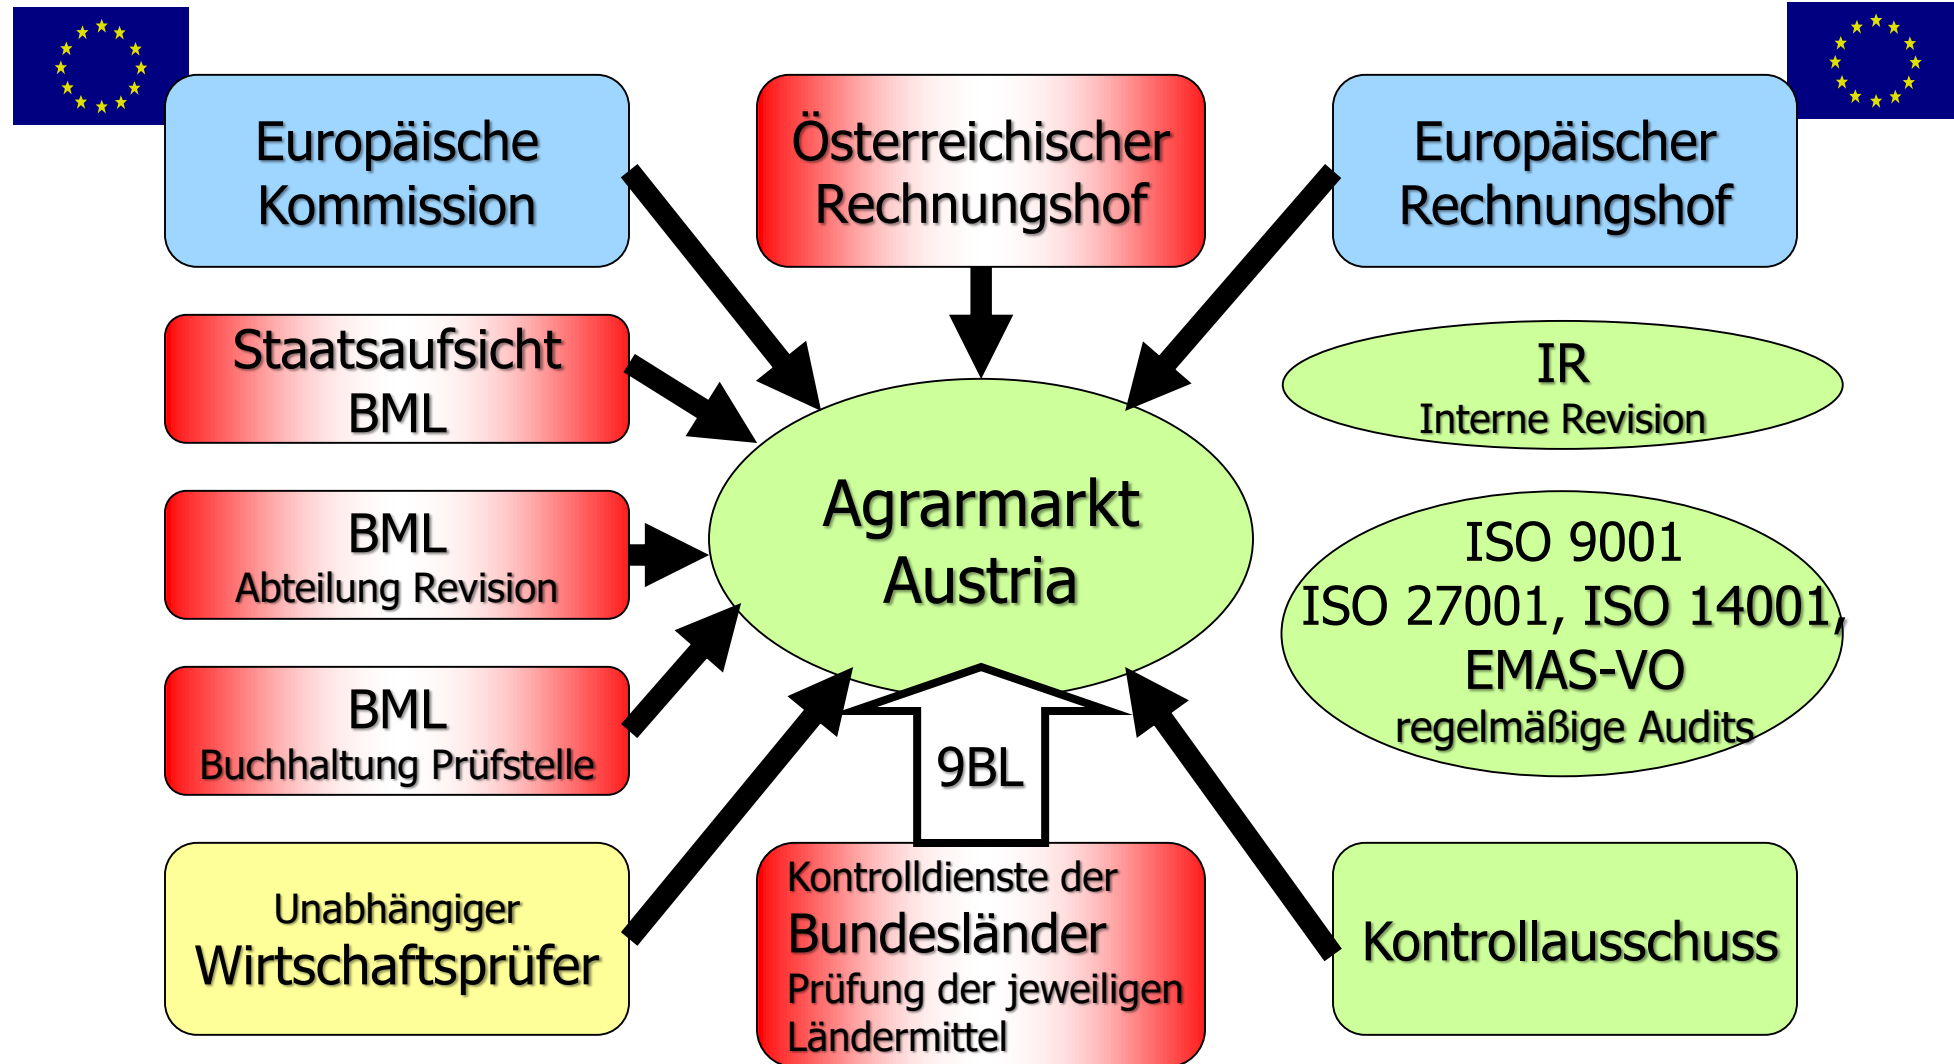 Europäische
Kommission
Österreichischer
Rechnungshof
Europäischer
Rechnungshof
Staatsaufsicht
BML
IR
Interne Revision
BML
Abteilung Revision
Agrarmarkt
Austria
ISO 9001
ISO 27001, ISO 14001,
EMAS-VO
regelmäßige Audits
BML
Buchhaltung Prüfstelle
9BL
Unabhängiger
Wirtschaftsprüfer
Kontrolldienste der
Bundesländer
Prüfung der jeweiligen
Ländermittel
Kontrollausschuss